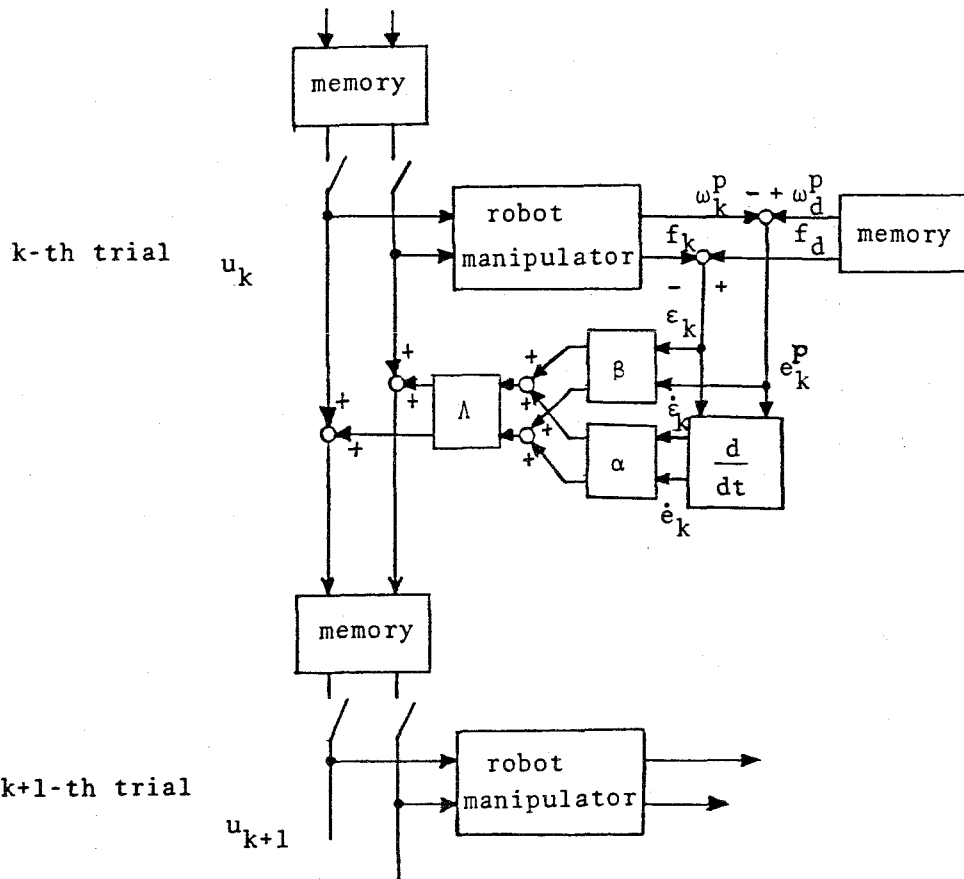 memory
k-th trial
u_k
robot
manipulator
ω_k^p
- +
ω_d^p
f_k
f_d
memory
- +
ε_k
e_k^p
β
+
+
+
+
Λ
+
+
+
+
ε̇_k
α
d
dt
ė_k
memory
k+1-th trial
u_{k+1}
robot
manipulator